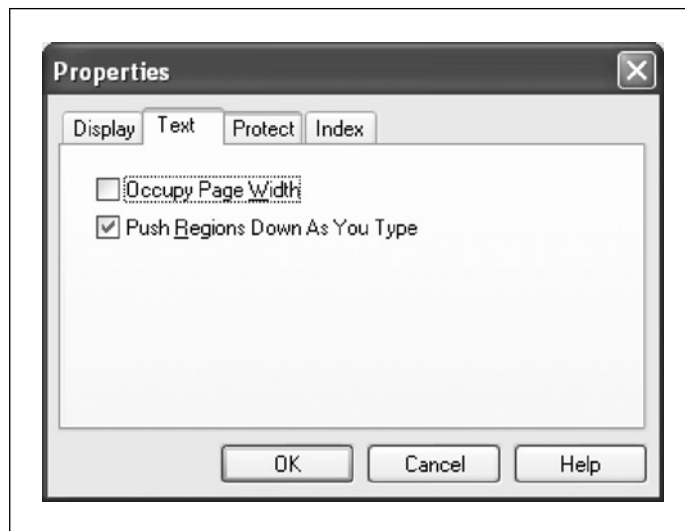 Properties
Display Text Protect Index
Occupy Page Width
Push Regions Down As You Type
OK Cancel Help